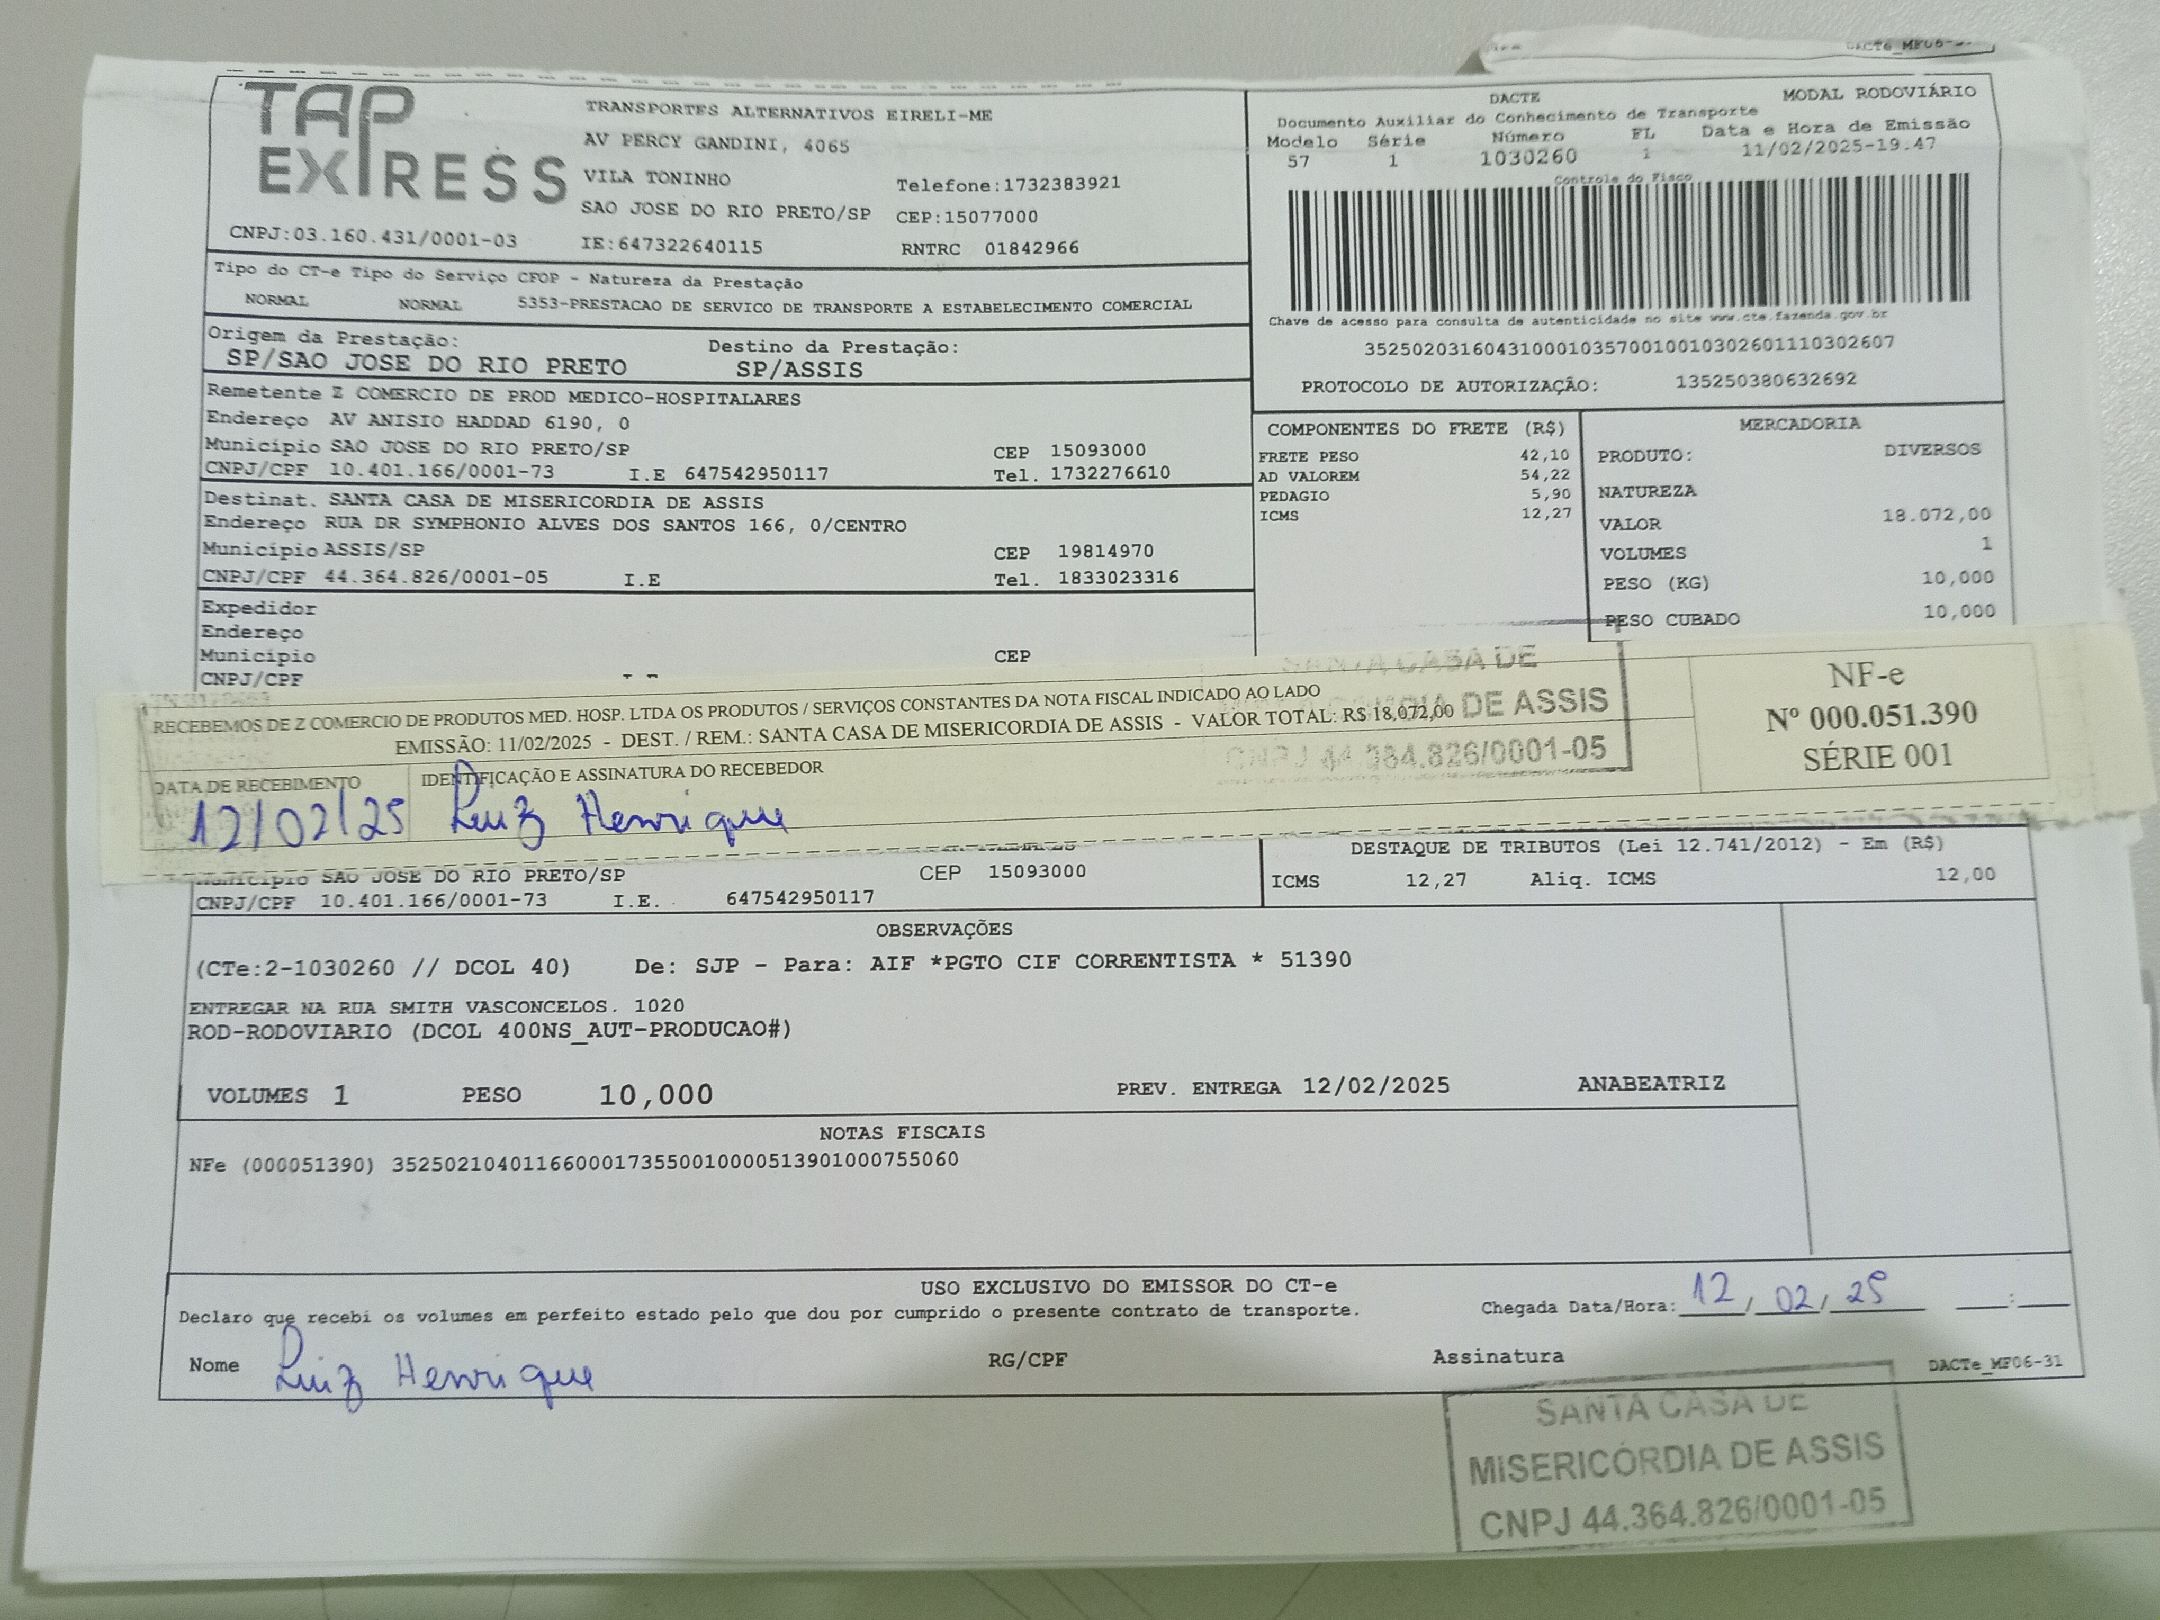 DACTe_MF06-
TAP
EXPRESS
CNPJ:03.160.431/0001-03
TRANSPORTES ALTERNATIVOS EIRELI-ME
AV PERCY GANDINI, 4065
VILA TONINHO
Telefone:1732383921
SAO JOSE DO RIO PRETO/SP CEP:15077000
IE:647322640115 RNTRC 01842966
DACTE MODAL RODOVIÁRIO
Documento Auxiliar do Conhecimento de Transporte
Modelo Série Número FL Data e Hora de Emissão
57 1 1030260 1 11/02/2025-19.47
Controle do Fisco
Chave de acesso para consulta de autenticidade no site www.cte.fazenda.gov.br
35250203160431000103570010010302601110302607
PROTOCOLO DE AUTORIZAÇÃO: 135250380632692
Tipo do CT-e Tipo do Serviço CFOP - Natureza da Prestação
NORMAL NORMAL 5353-PRESTACAO DE SERVICO DE TRANSPORTE A ESTABELECIMENTO COMERCIAL
Origem da Prestação: Destino da Prestação:
SP/SAO JOSE DO RIO PRETO SP/ASSIS
Remetente Z COMERCIO DE PROD MEDICO-HOSPITALARES
Endereço AV ANISIO HADDAD 6190, 0
Município SAO JOSE DO RIO PRETO/SP CEP 15093000
CNPJ/CPF 10.401.166/0001-73 I.E 647542950117 Tel. 1732276610
Destinat. SANTA CASA DE MISERICORDIA DE ASSIS
Endereço RUA DR SYMPHONIO ALVES DOS SANTOS 166, 0/CENTRO
Município ASSIS/SP CEP 19814970
CNPJ/CPF 44.364.826/0001-05 I.E Tel. 1833023316
Expedidor
Endereço
Município CEP
CNPJ/CPF - -
COMPONENTES DO FRETE (R$)
FRETE PESO 42,10
AD VALOREM 54,22
PEDAGIO 5,90
ICMS 12,27
MERCADORIA
PRODUTO: DIVERSOS
NATUREZA
VALOR 18.072,00
VOLUMES 1
PESO (KG) 10,000
PESO CUBADO 10,000
RECEBEMOS DE Z COMERCIO DE PRODUTOS MED. HOSP. LTDA OS PRODUTOS / SERVIÇOS CONSTANTES DA NOTA FISCAL INDICADO AO LADO
EMISSÃO: 11/02/2025 - DEST. / REM.: SANTA CASA DE MISERICORDIA DE ASSIS - VALOR TOTAL: R$ 18,072,00
DATA DE RECEBIMENTO IDENTIFICAÇÃO E ASSINATURA DO RECEBEDOR
12/02/25 Luiz Henrique
SANTA CASA DE
DE ASSIS
CNPJ 44.364.826/0001-05
NF-e
Nº 000.051.390
SÉRIE 001
Município SAO JOSE DO RIO PRETO/SP CEP 15093000
CNPJ/CPF 10.401.166/0001-73 I.E. 647542950117
DESTAQUE DE TRIBUTOS (Lei 12.741/2012) - Em (R$)
ICMS 12,27 Aliq. ICMS 12,00
OBSERVAÇÕES
(CTe:2-1030260 // DCOL 40) De: SJP - Para: AIF *PGTO CIF CORRENTISTA * 51390
ENTREGAR NA RUA SMITH VASCONCELOS. 1020
ROD-RODOVIARIO (DCOL 400NS_AUT-PRODUCAO#)
VOLUMES 1 PESO 10,000 PREV. ENTREGA 12/02/2025 ANABEATRIZ
NOTAS FISCAIS
NFe (000051390) 35250210401166000173550010000513901000755060
USO EXCLUSIVO DO EMISSOR DO CT-e
Declaro que recebi os volumes em perfeito estado pelo que dou por cumprido o presente contrato de transporte.
Chegada Data/Hora: 12/02/25 :
Nome Luiz Henrique RG/CPF Assinatura
DACTe_MF06-31
SANTA CASA DE
MISERICÓRDIA DE ASSIS
CNPJ 44.364.826/0001-05